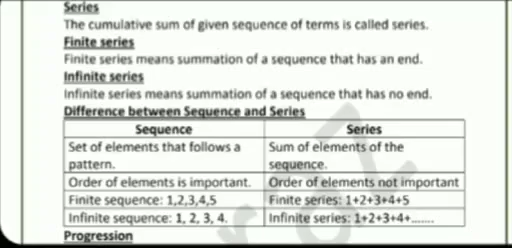 Series
The cumulative sum of given sequence of terms is called series.
Finite series
Finite series means summation of a sequence that has an end.
Infinite series
Infinite series means summation of a sequence that has no end.
Difference between Sequence and Series
Sequence Series
Set of elements that follows a Sum of elements of the
pattern. sequence.
Order of elements is important. Order of elements not important
Finite sequence: 1,2,3,4,5 Finite series: 1+2+3+4+5
Infinite sequence: 1, 2, 3, 4. Infinite series: 1+2+3+4+.......
Progression